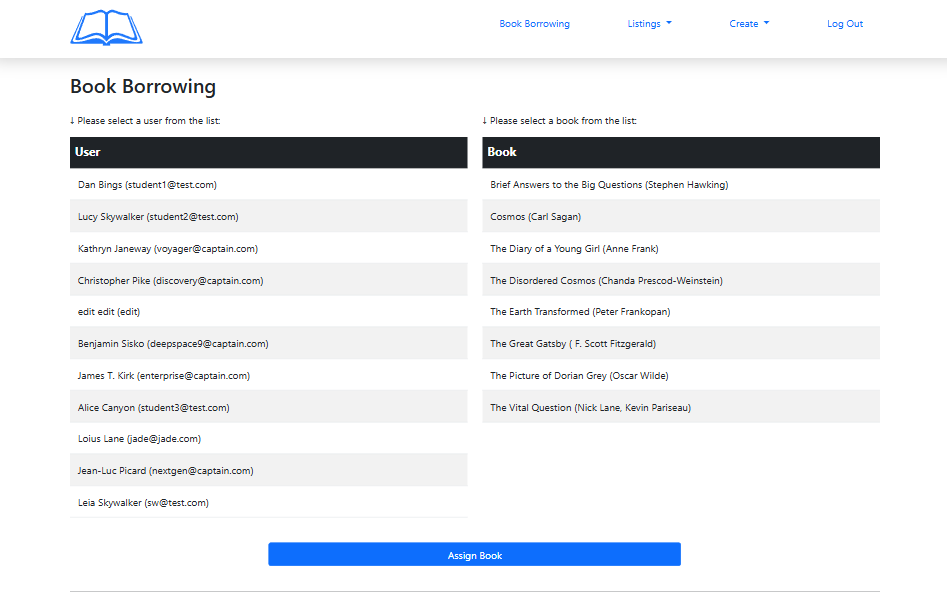 Book Borrowing Listings Create Log Out
Book Borrowing
↓ Please select a user from the list:
User
Dan Bings (student1@test.com)
Lucy Skywalker (student2@test.com)
Kathryn Janeway (voyager@captain.com)
Christopher Pike (discovery@captain.com)
edit edit (edit)
Benjamin Sisko (deepspace9@captain.com)
James T. Kirk (enterprise@captain.com)
Alice Canyon (student3@test.com)
Loius Lane (jade@jade.com)
Jean-Luc Picard (nextgen@captain.com)
Leia Skywalker (sw@test.com)
↓ Please select a book from the list:
Book
Brief Answers to the Big Questions (Stephen Hawking)
Cosmos (Carl Sagan)
The Diary of a Young Girl (Anne Frank)
The Disordered Cosmos (Chanda Prescod-Weinstein)
The Earth Transformed (Peter Frankopan)
The Great Gatsby ( F. Scott Fitzgerald)
The Picture of Dorian Grey (Oscar Wilde)
The Vital Question (Nick Lane, Kevin Pariseau)
Assign Book